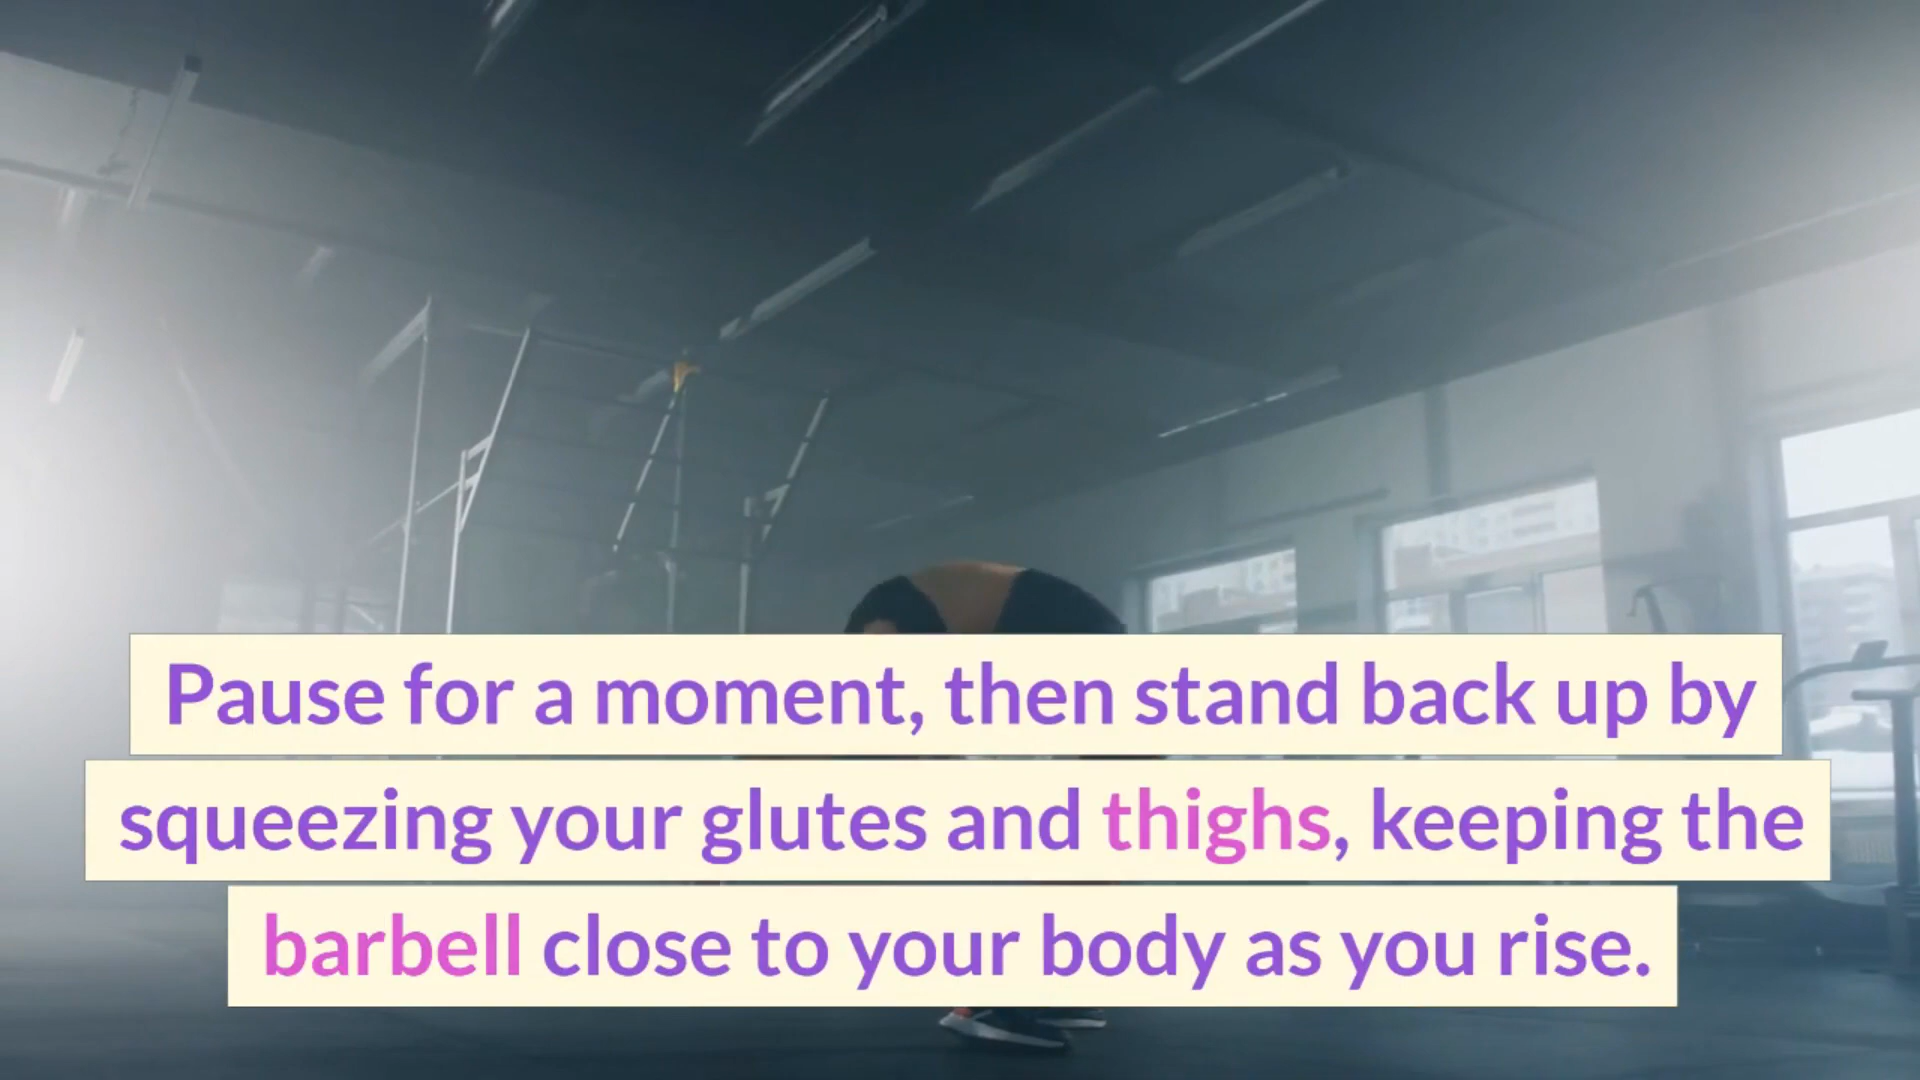 Pause for a moment, then stand back up by
squeezing your glutes and thighs, keeping the
barbell close to your body as you rise.